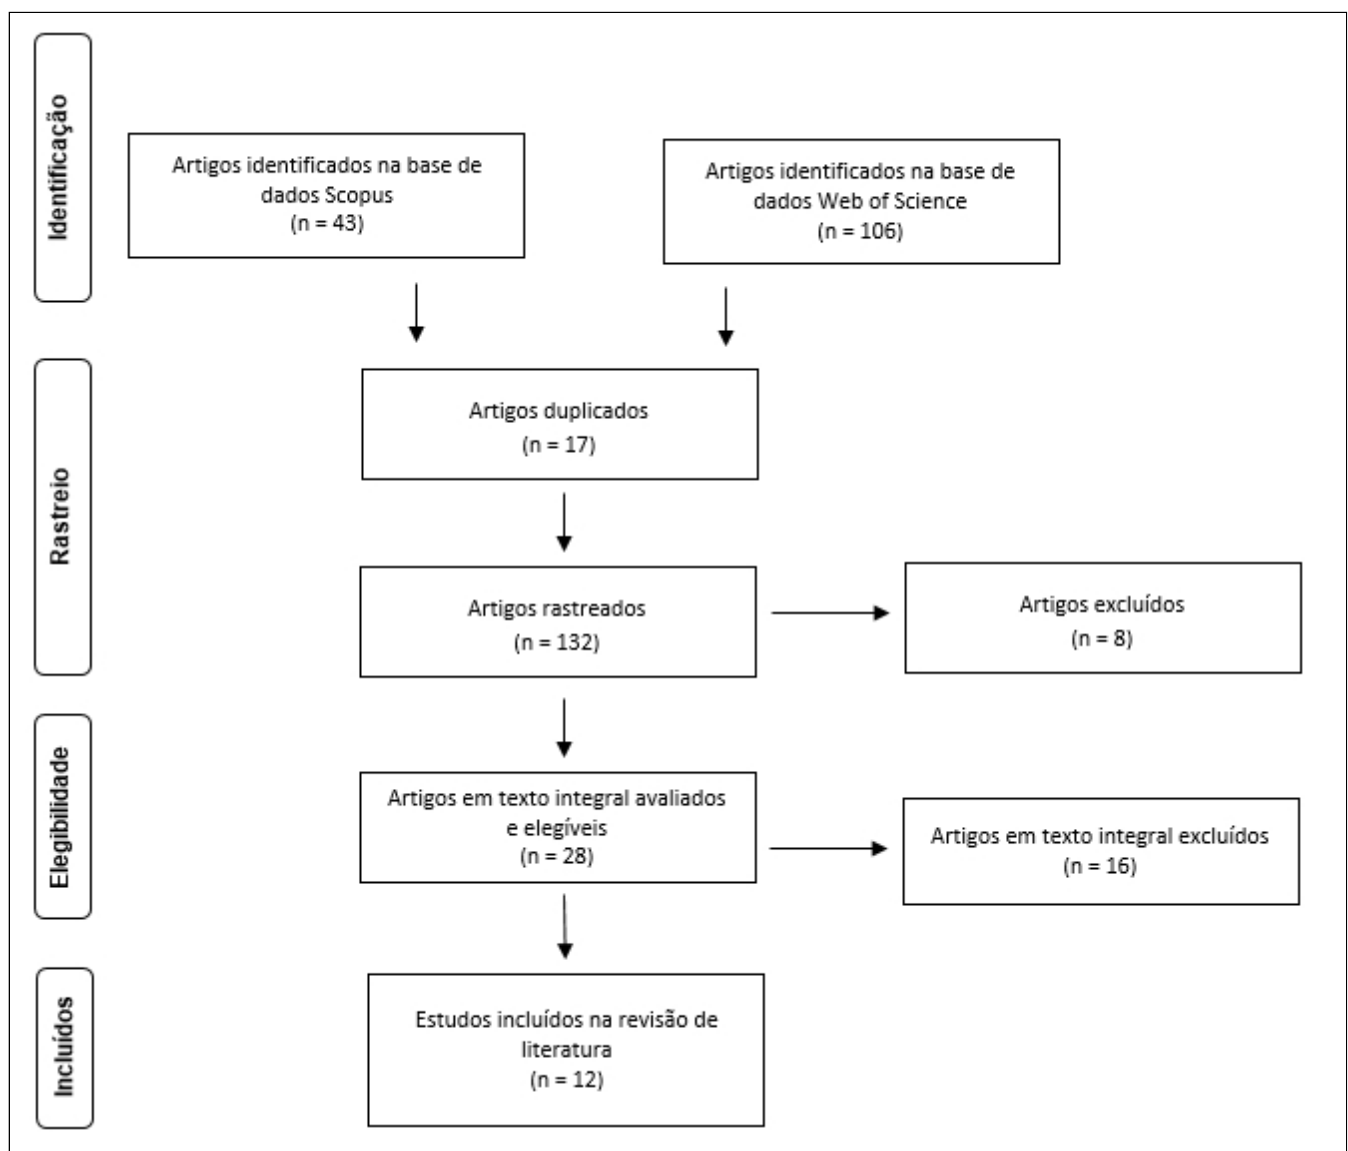 Identificação
Artigos identificados na base de
dados Scopus
(n = 43)
Artigos identificados na base de
dados Web of Science
(n = 106)
Rastreio
Artigos duplicados
(n = 17)
Artigos rastreados
(n = 132)
Artigos excluídos
(n = 8)
Elegibilidade
Artigos em texto integral avaliados
e elegíveis
(n = 28)
Artigos em texto integral excluídos
(n = 16)
Incluídos
Estudos incluídos na revisão de
literatura
(n = 12)